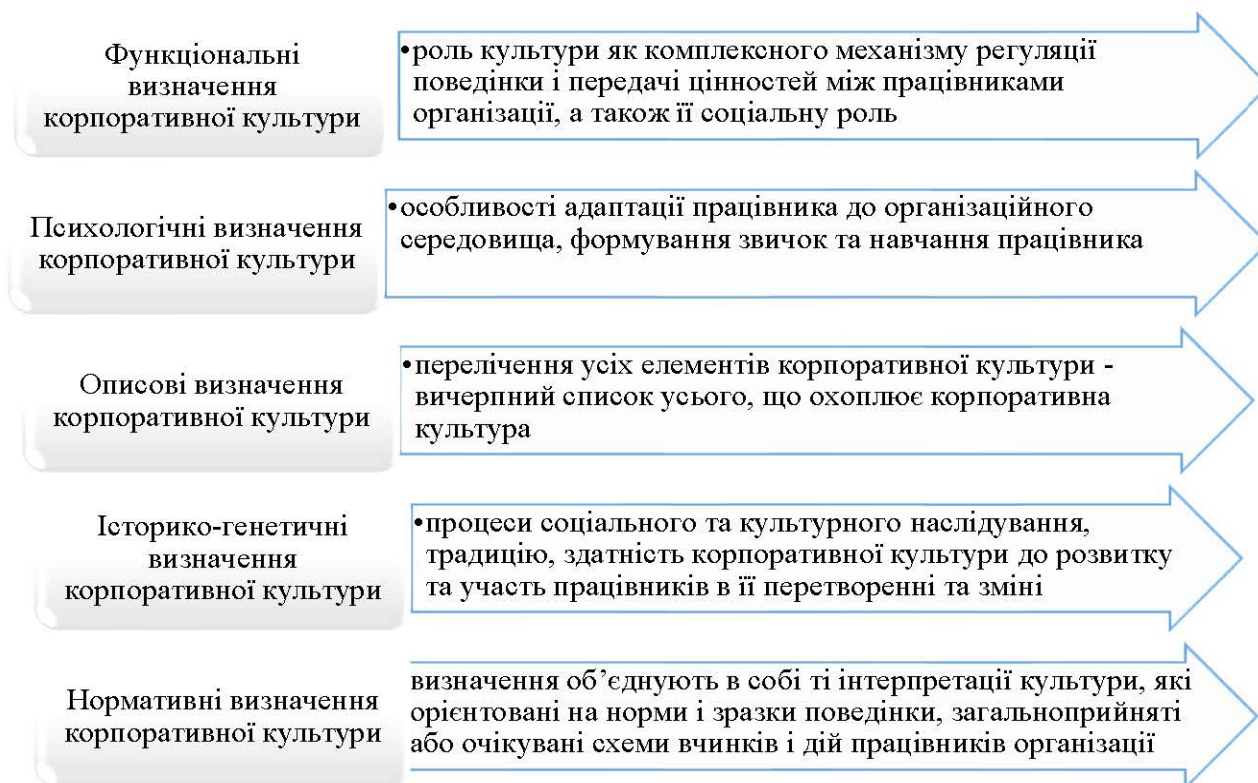 Функціональні
визначення
корпоративної культури
•роль культури як комплексного механізму регуляції
поведінки і передачі цінностей між працівниками
організації, а також її соціальну роль
Психологічні визначення
корпоративної культури
•особливості адаптації працівника до організаційного
середовища, формування звичок та навчання працівника
Описові визначення
корпоративної культури
•перелічення усіх елементів корпоративної культури -
вичерпний список усього, що охоплює корпоративна
культура
Історико-генетичні
визначення
корпоративної культури
•процеси соціального та культурного наслідування,
традицію, здатність корпоративної культури до розвитку
та участь працівників в її перетворенні та зміні
Нормативні визначення
корпоративної культури
визначення об’єднують в собі ті інтерпретації культури, які
орієнтовані на норми і зразки поведінки, загальноприйняті
або очікувані схеми вчинків і дій працівників організації